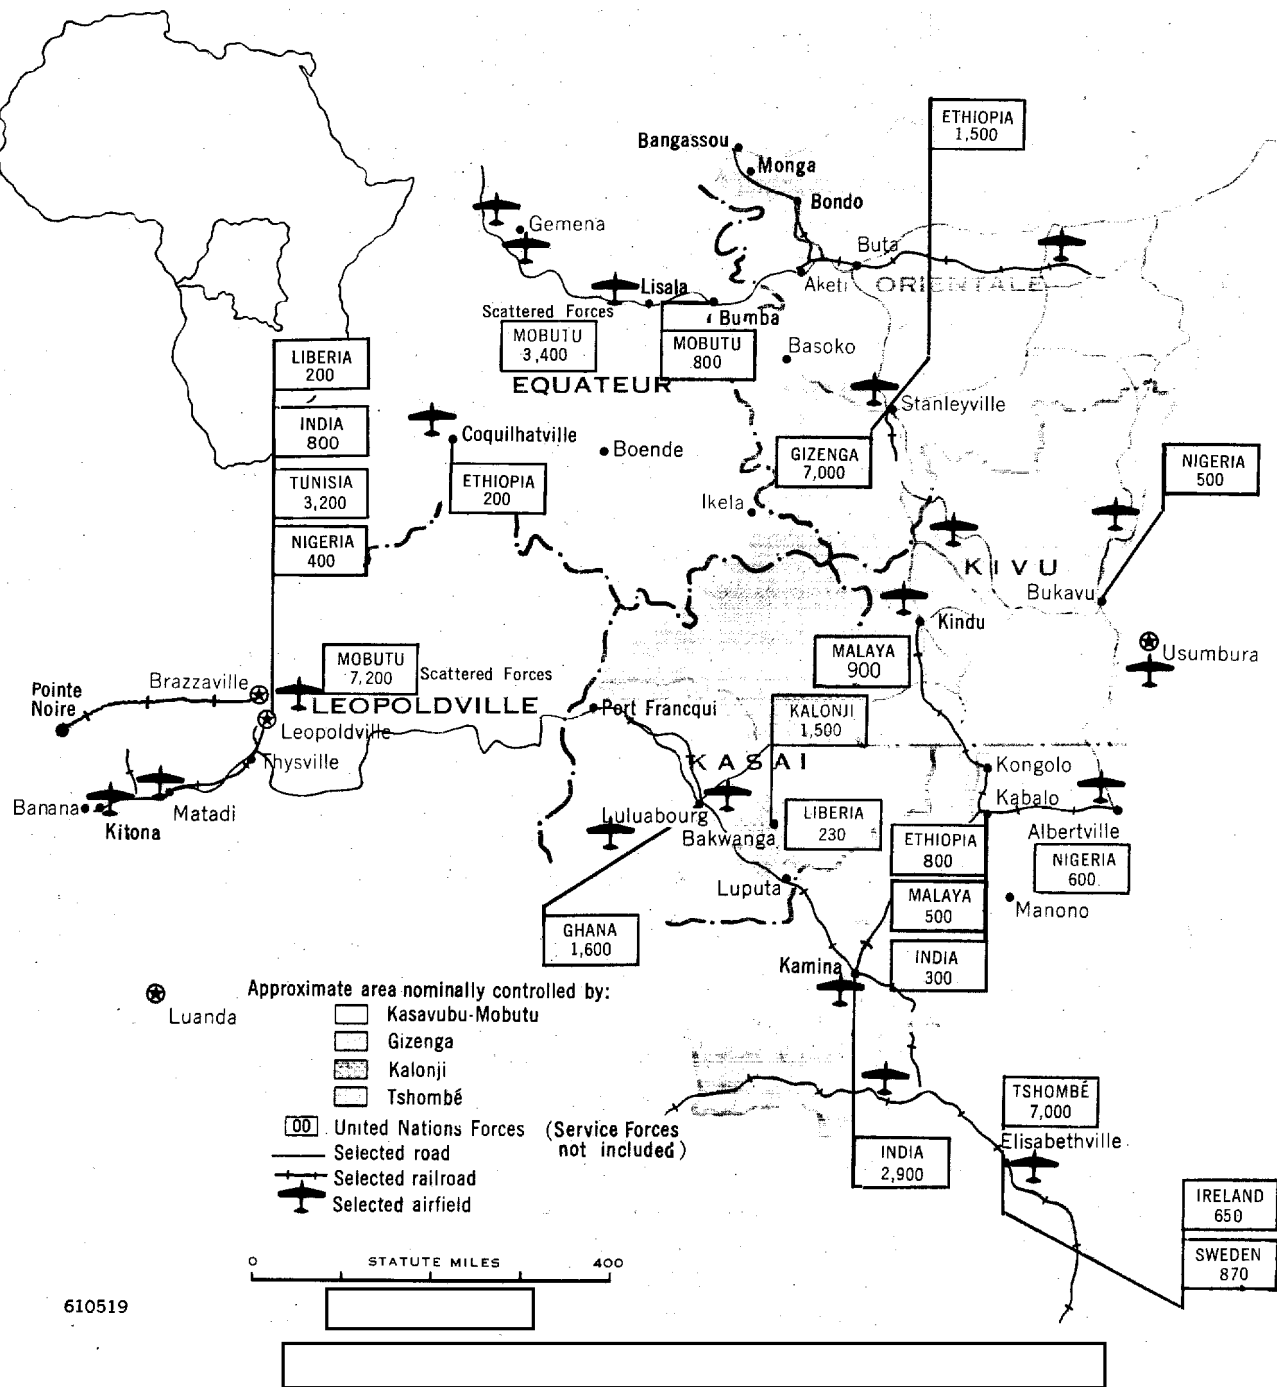 ETHIOPIA
1,500
Bangassou
Monga
Bondo
Gemena
Buta
Lisala
Aketi
ORIENTALE
Scattered Forces
Bumba
MOBUTU
3,400
MOBUTU
800
Basoko
LIBERIA
200
EQUATEUR
Stanleyville
INDIA
800
Coquilhatville
Boende
GIZENGA
7,000
NIGERIA
500
TUNISIA
3,200
ETHIOPIA
200
Ikela
NIGERIA
400
KIVU
Bukavu
Kindu
MALAYA
900
Usumbura
MOBUTU
7,200
Scattered Forces
Brazzaville
Pointe
Noire
LEOPOLDVILLE
Port Francqui
KALONJI
1,500
Leopoldville
Thysville
KASAI
Kongolo
Kabalo
Banana
Kitona
Matadi
Luluabourg
Bakwanga
LIBERIA
230
Albertville
ETHIOPIA
800
NIGERIA
600
Luputa
MALAYA
500
Manono
GHANA
1,600
INDIA
300
Kamina
Luanda
Approximate area nominally controlled by:
Kasavubu-Mobutu
Gizenga
Kalonji
Tshombé
00 United Nations Forces (Service Forces
not included)
Selected road
Selected railroad
Selected airfield
TSHOMBÉ
7,000
Elisabethville
INDIA
2,900
IRELAND
650
SWEDEN
870
0 STATUTE MILES 400
610519